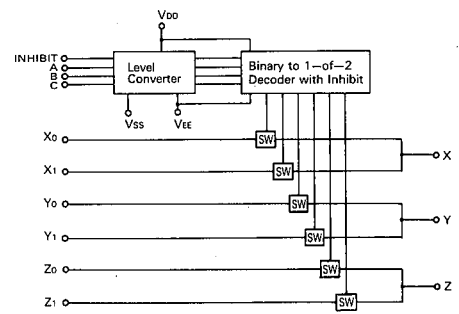 VDD
INHIBIT
A
B
C
Level
Converter
Binary to 1-of-2
Decoder with Inhibit
VSS
VEE
X0
SW
X
X1
SW
Y0
SW
Y
Y1
SW
Z0
SW
Z
Z1
SW